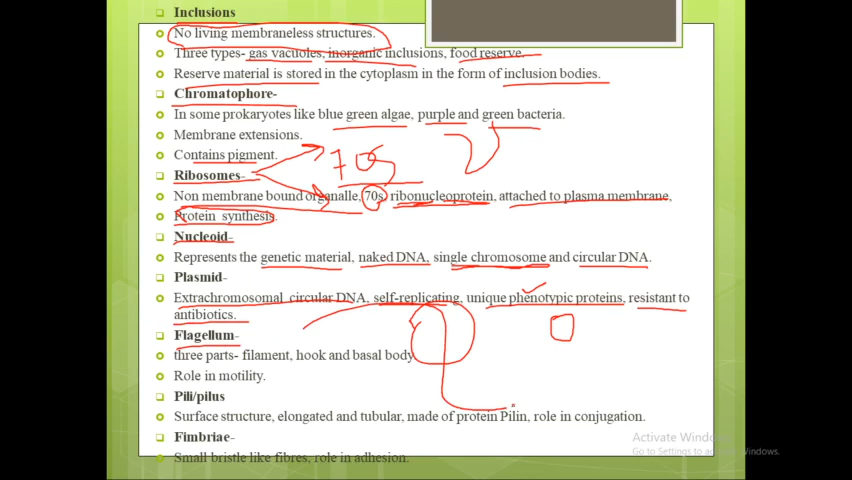 Inclusions
No living membraneless structures.
Three types- gas vacuoles, inorganic inclusions, food reserve.
Reserve material is stored in the cytoplasm in the form of inclusion bodies.
Chromatophore-
In some prokaryotes like blue green algae, purple and green bacteria.
Membrane extensions.
Contains pigment.
70s
Ribosomes-
Non membrane bound organalle, 70s ribonucleoprotein, attached to plasma membrane,
Protein synthesis.
Nucleoid-
Represents the genetic material, naked DNA, single chromosome and circular DNA.
Plasmid-
Extrachromosomal circular DNA, self-replicating, unique phenotypic proteins, resistant to
antibiotics.
Flagellum-
three parts- filament, hook and basal body
Role in motility.
Pili/pilus
Surface structure, elongated and tubular, made of protein Pilin, role in conjugation.
Fimbriae-
Small bristle like fibres, role in adhesion.
Activate Windows
Go to Settings to activate Windows.